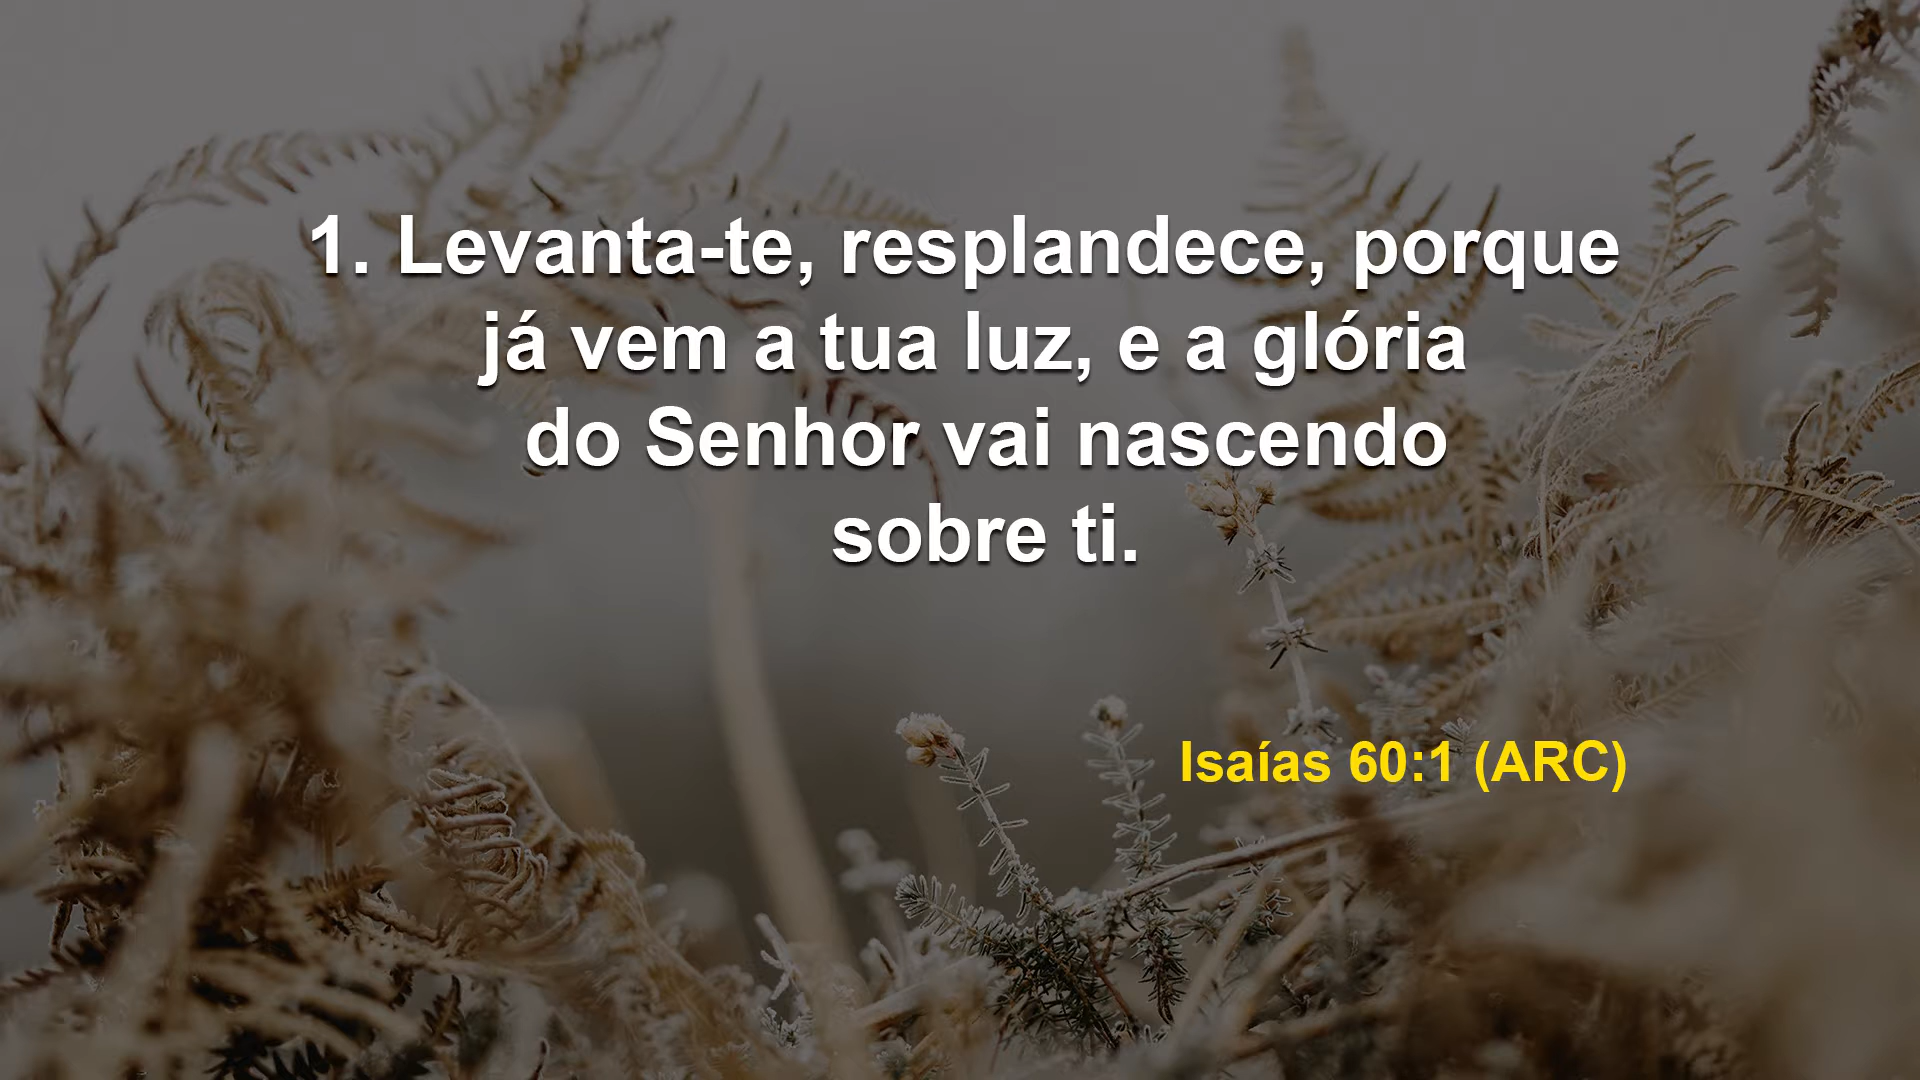 1. Levanta-te, resplandece, porque
já vem a tua luz, e a glória
do Senhor vai nascendo
sobre ti.
Isaías 60:1 (ARC)